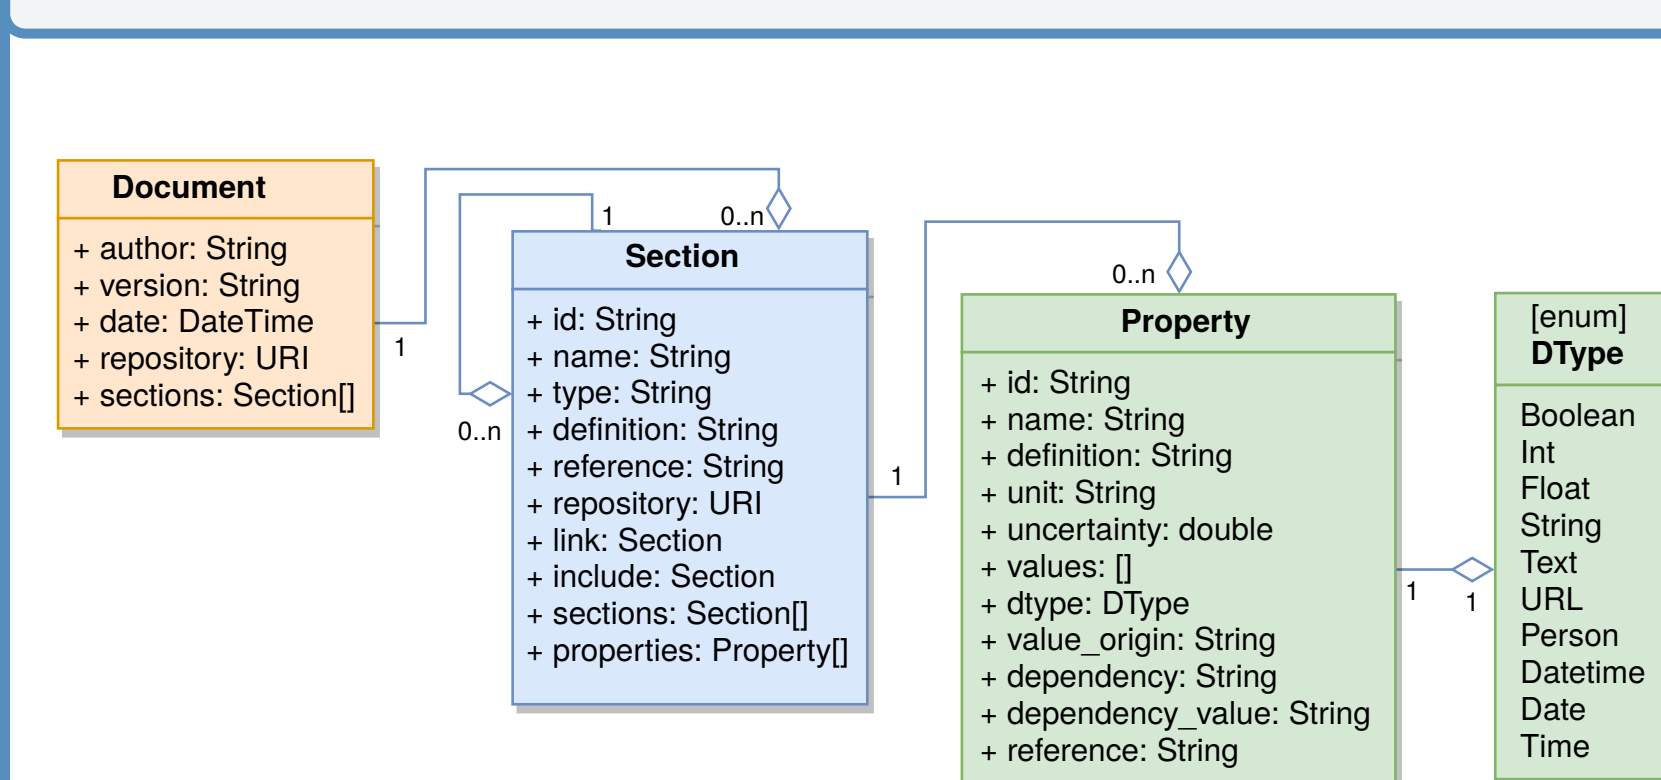 Document
+ author: String
+ version: String
+ date: DateTime
+ repository: URI
+ sections: Section[]
1
1
0..n
0..n
Section
+ id: String
+ name: String
+ type: String
+ definition: String
+ reference: String
+ repository: URI
+ link: Section
+ include: Section
+ sections: Section[]
+ properties: Property[]
1
0..n
Property
+ id: String
+ name: String
+ definition: String
+ unit: String
+ uncertainty: double
+ values: []
+ dtype: DType
+ value_origin: String
+ dependency: String
+ dependency_value: String
+ reference: String
1
1
[enum]
DType
Boolean
Int
Float
String
Text
URL
Person
Datetime
Date
Time